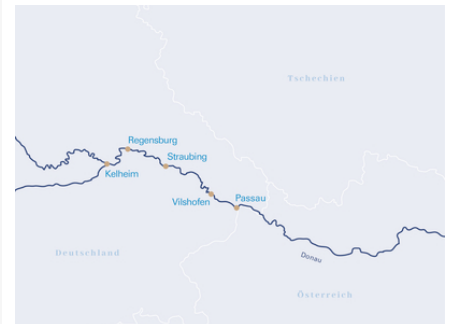 Tschechien
Regensburg
Straubing
Kelheim
Vilshofen
Passau
Deutschland
Donau
Österreich